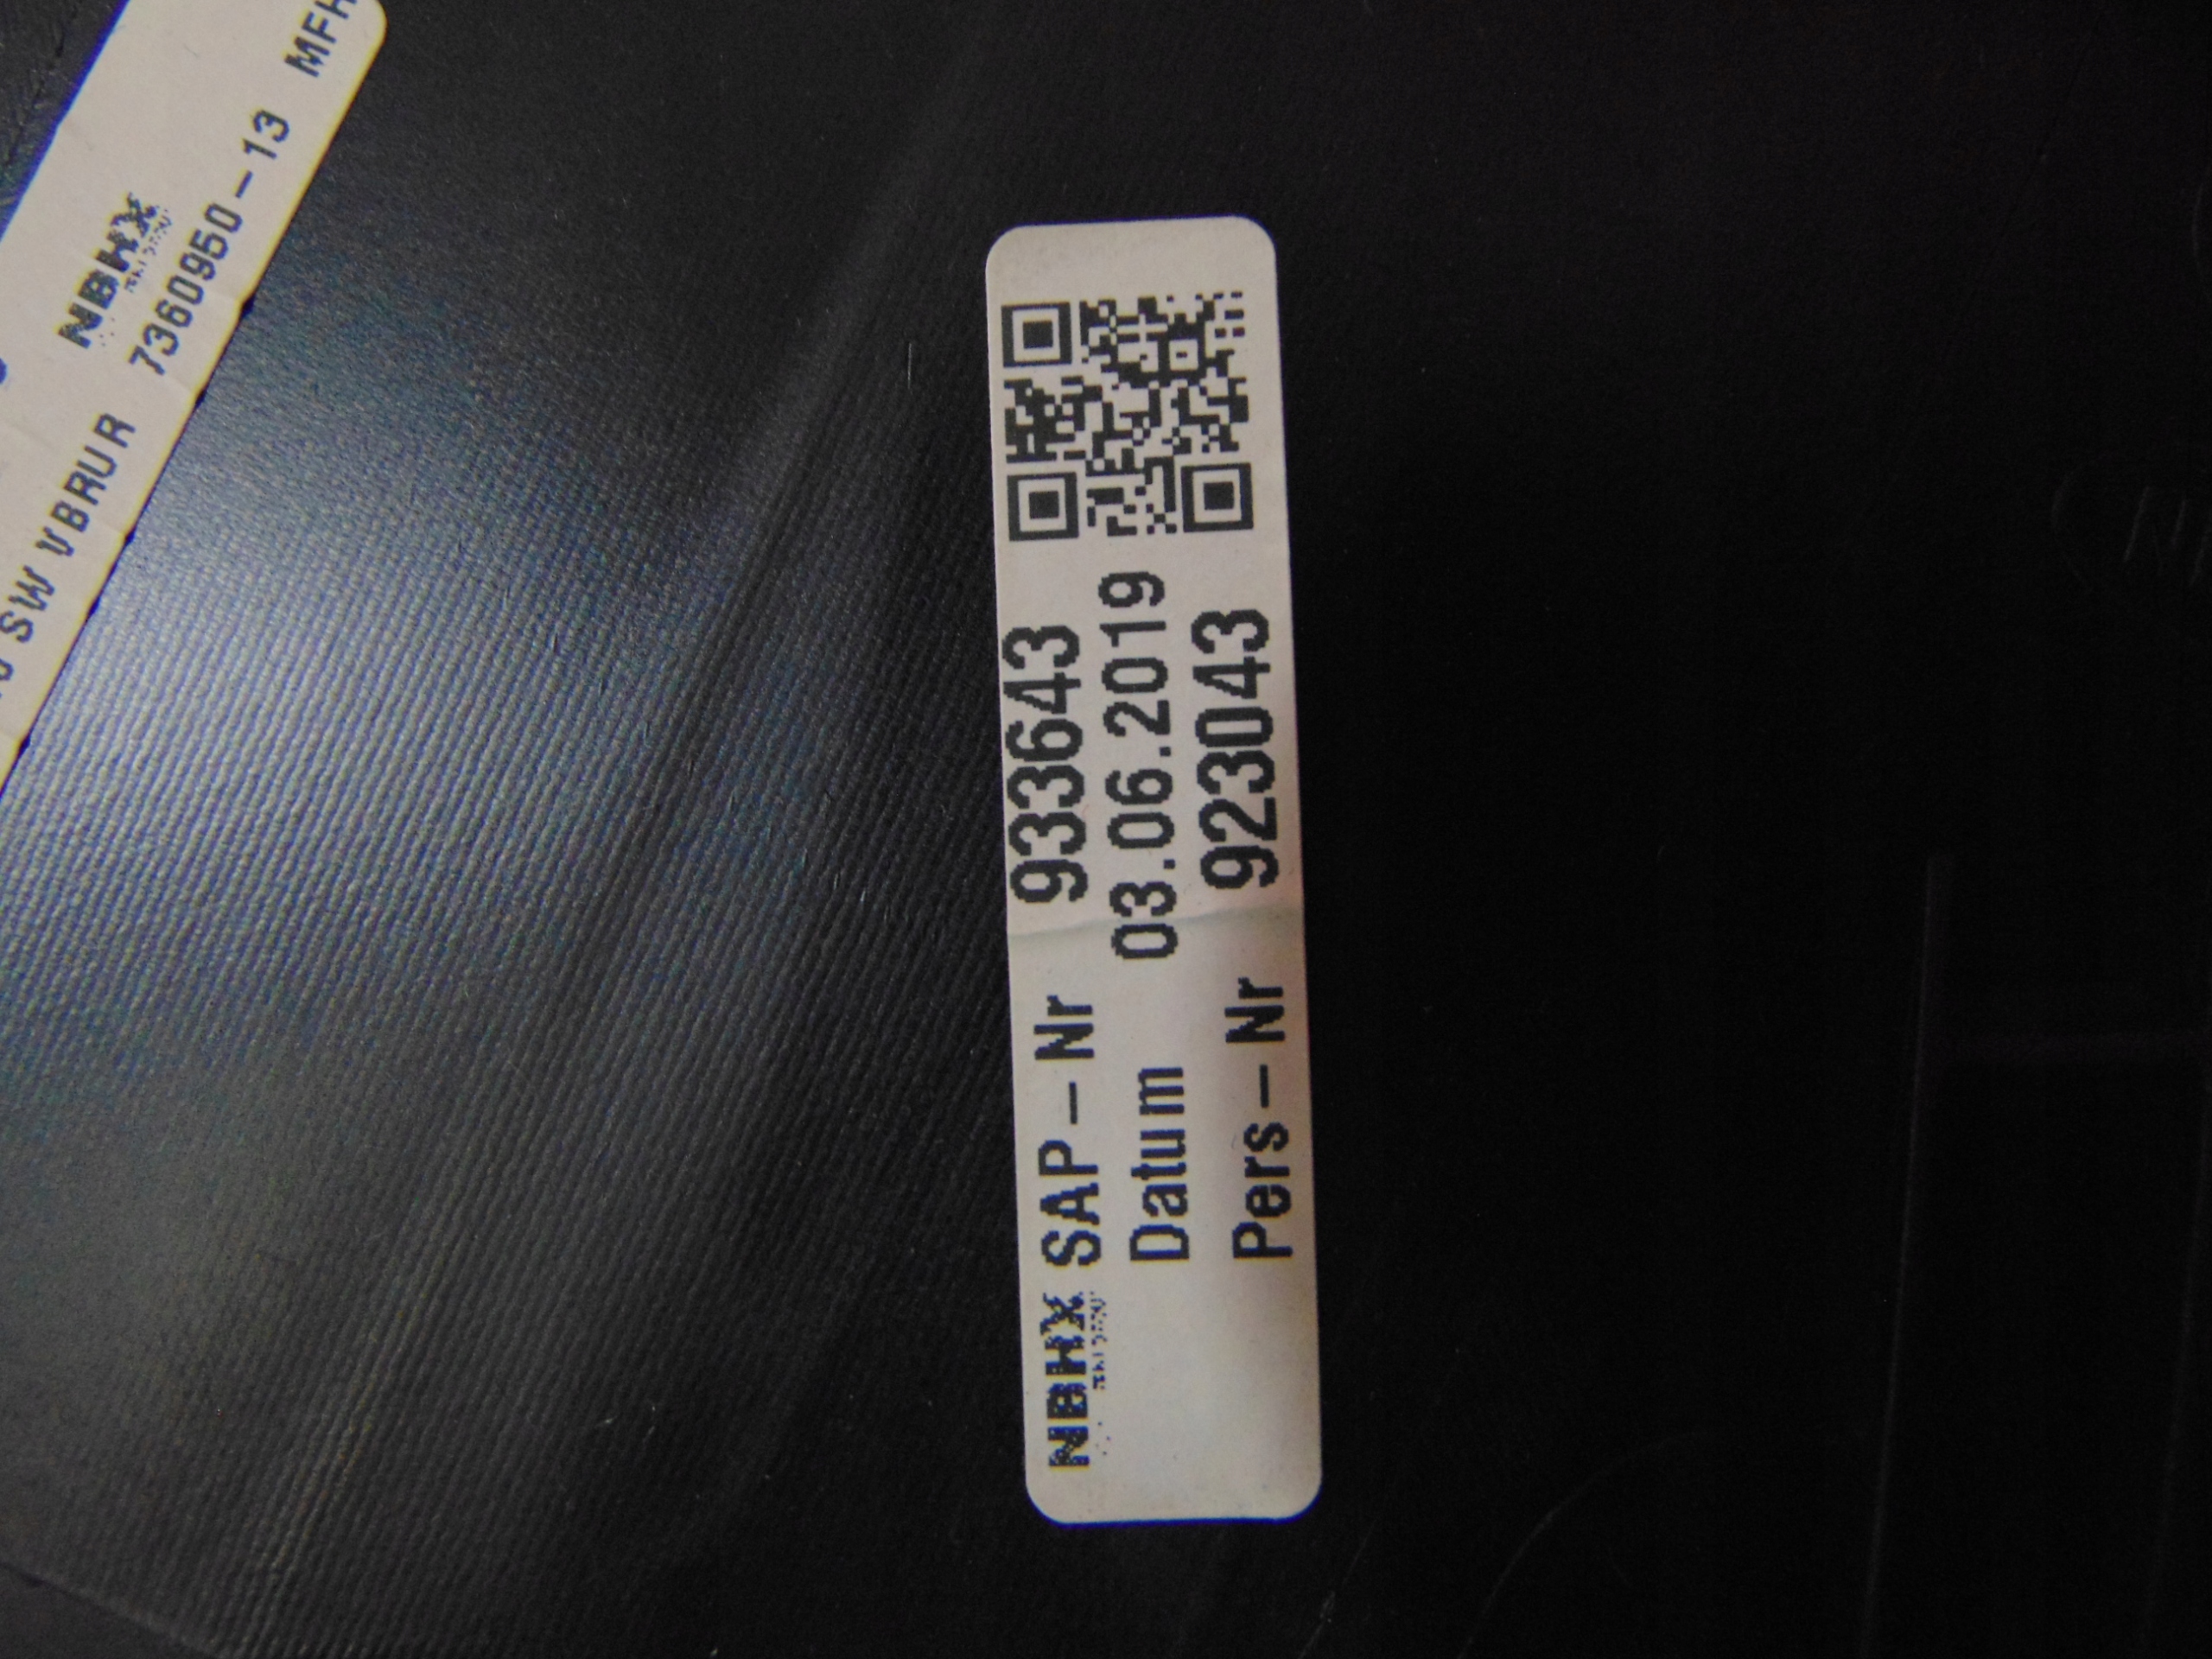 NBHX SAP-Nr 933643
Datum 03.06.2019
Pers-Nr 923043
NBHX
SW VBRUR 7360950-13 MFH